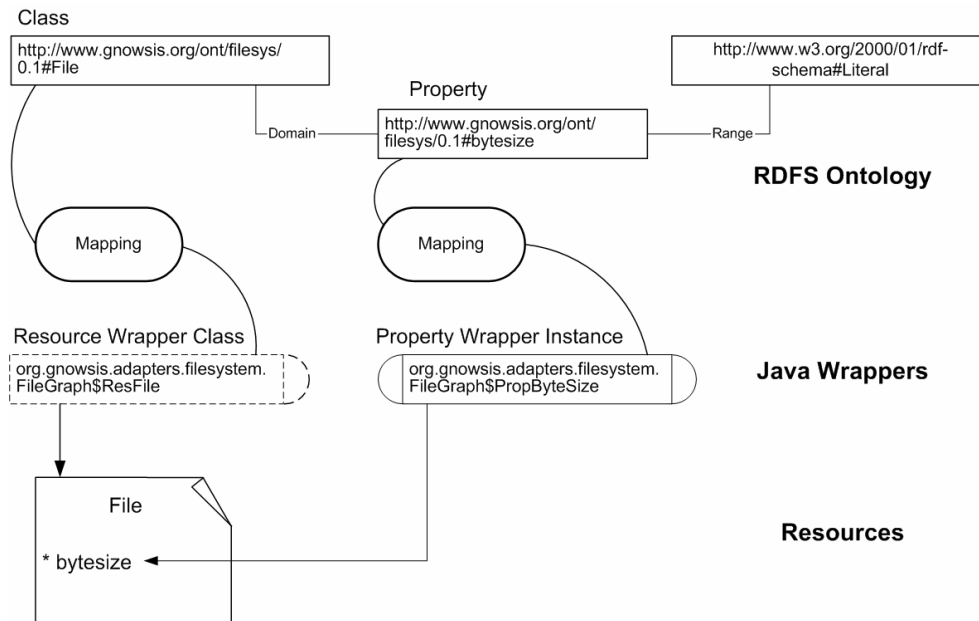 Class
http://www.gnowsis.org/ont/filesys/
0.1#File
http://www.w3.org/2000/01/rdf-
schema#Literal
Property
Domain
http://www.gnowsis.org/ont/
filesys/0.1#bytesize
Range
RDFS Ontology
Mapping
Mapping
Resource Wrapper Class
org.gnowsis.adapters.filesystem.
FileGraph$ResFile
Property Wrapper Instance
org.gnowsis.adapters.filesystem.
FileGraph$PropByteSize
Java Wrappers
File
* bytesize
Resources